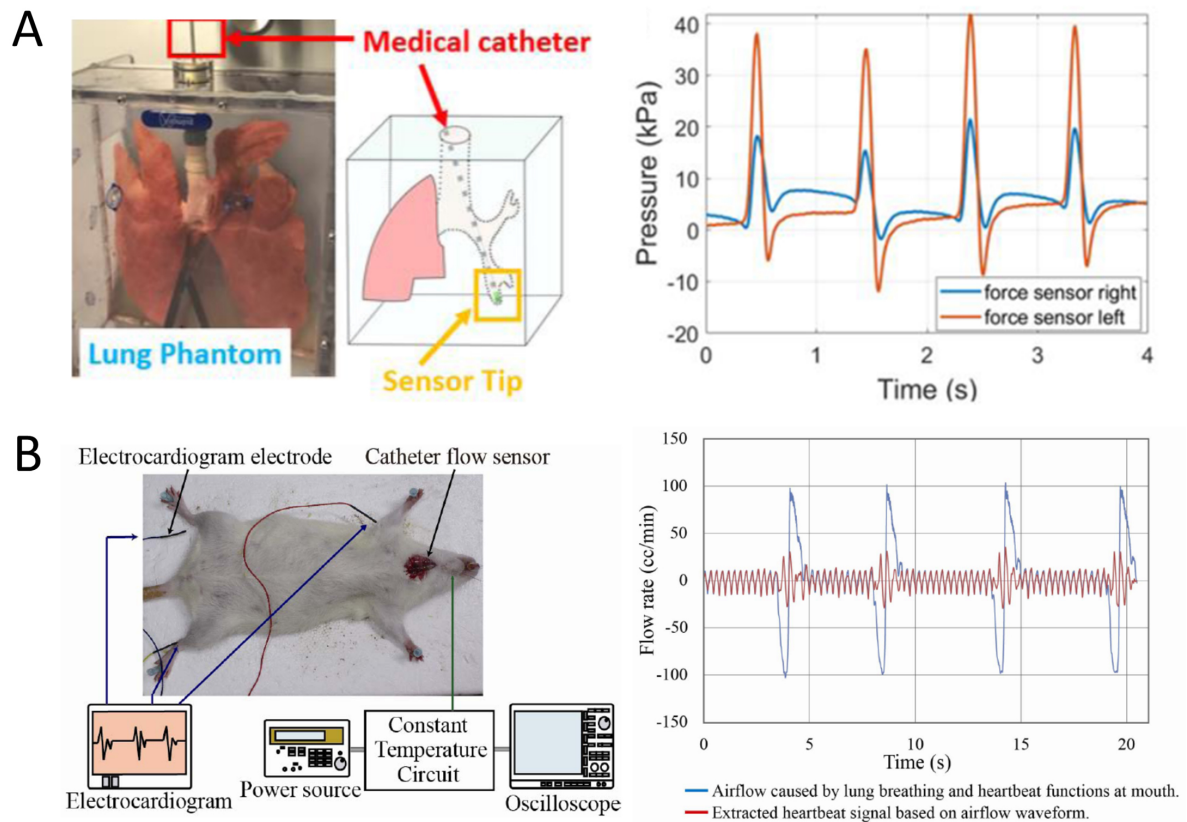 A
Medical catheter
Lung Phantom
Sensor Tip
Pressure (kPa)
40
30
20
10
0
-10
-20
force sensor right
force sensor left
0
1
2
3
4
Time (s)
B
Electrocardiogram electrode
Catheter flow sensor
Electrocardiogram
Power source
Constant
Temperature
Circuit
Oscilloscope
Flow rate (cc/min)
150
100
50
0
-50
-100
-150
0
5
10
15
20
Time (s)
Airflow caused by lung breathing and heartbeat functions at mouth.
Extracted heartbeat signal based on airflow waveform.